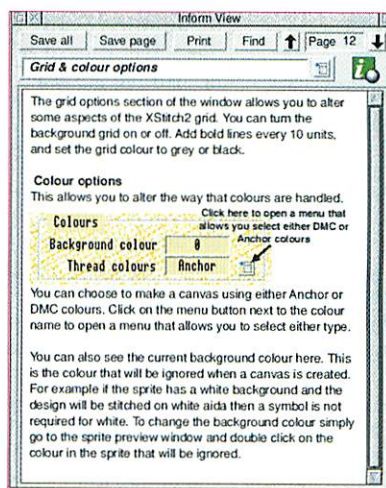 Inform View
Save all Save page Print Find Page 12
Grid & colour options
The grid options section of the window allows you to alter
some aspects of the XStitch2 grid. You can turn the
background grid on or off. Add bold lines every 10 units,
and set the grid colour to grey or black.
Colour options
This allows you to alter the way that colours are handled.
Click here to open a menu that
allows you select either DMC or
Anchor colours
Colours
Background colour 0
Thread colours Anchor
You can choose to make a canvas using either Anchor or
DMC colours. Click on the menu button next to the colour
name to open a menu that allows you to select either type.
You can also see the current background colour here. This
is the colour that will be ignored when a canvas is created.
For example if the sprite has a white background and the
design will be stitched on white aida then a symbol is not
required for white. To change the background colour simply
go to the sprite preview window and double click on the
colour in the sprite that will be ignored.